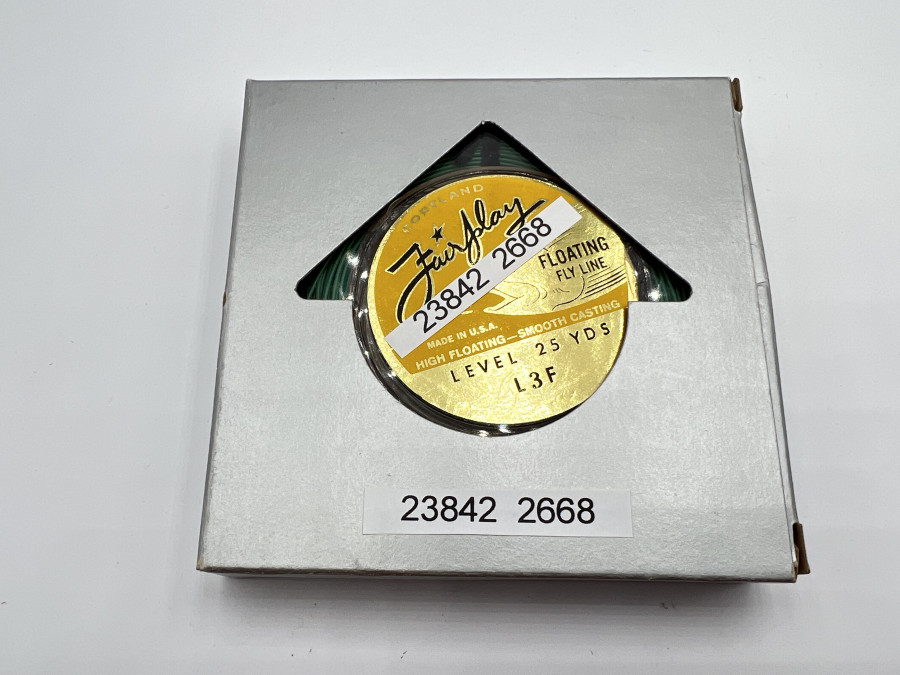 CORTLAND
Fairplay
23842 2668
FLOATING
FLY LINE
MADE IN U.S.A.
HIGH FLOATING—SMOOTH CASTING
LEVEL 25 YDS
L3F
23842 2668